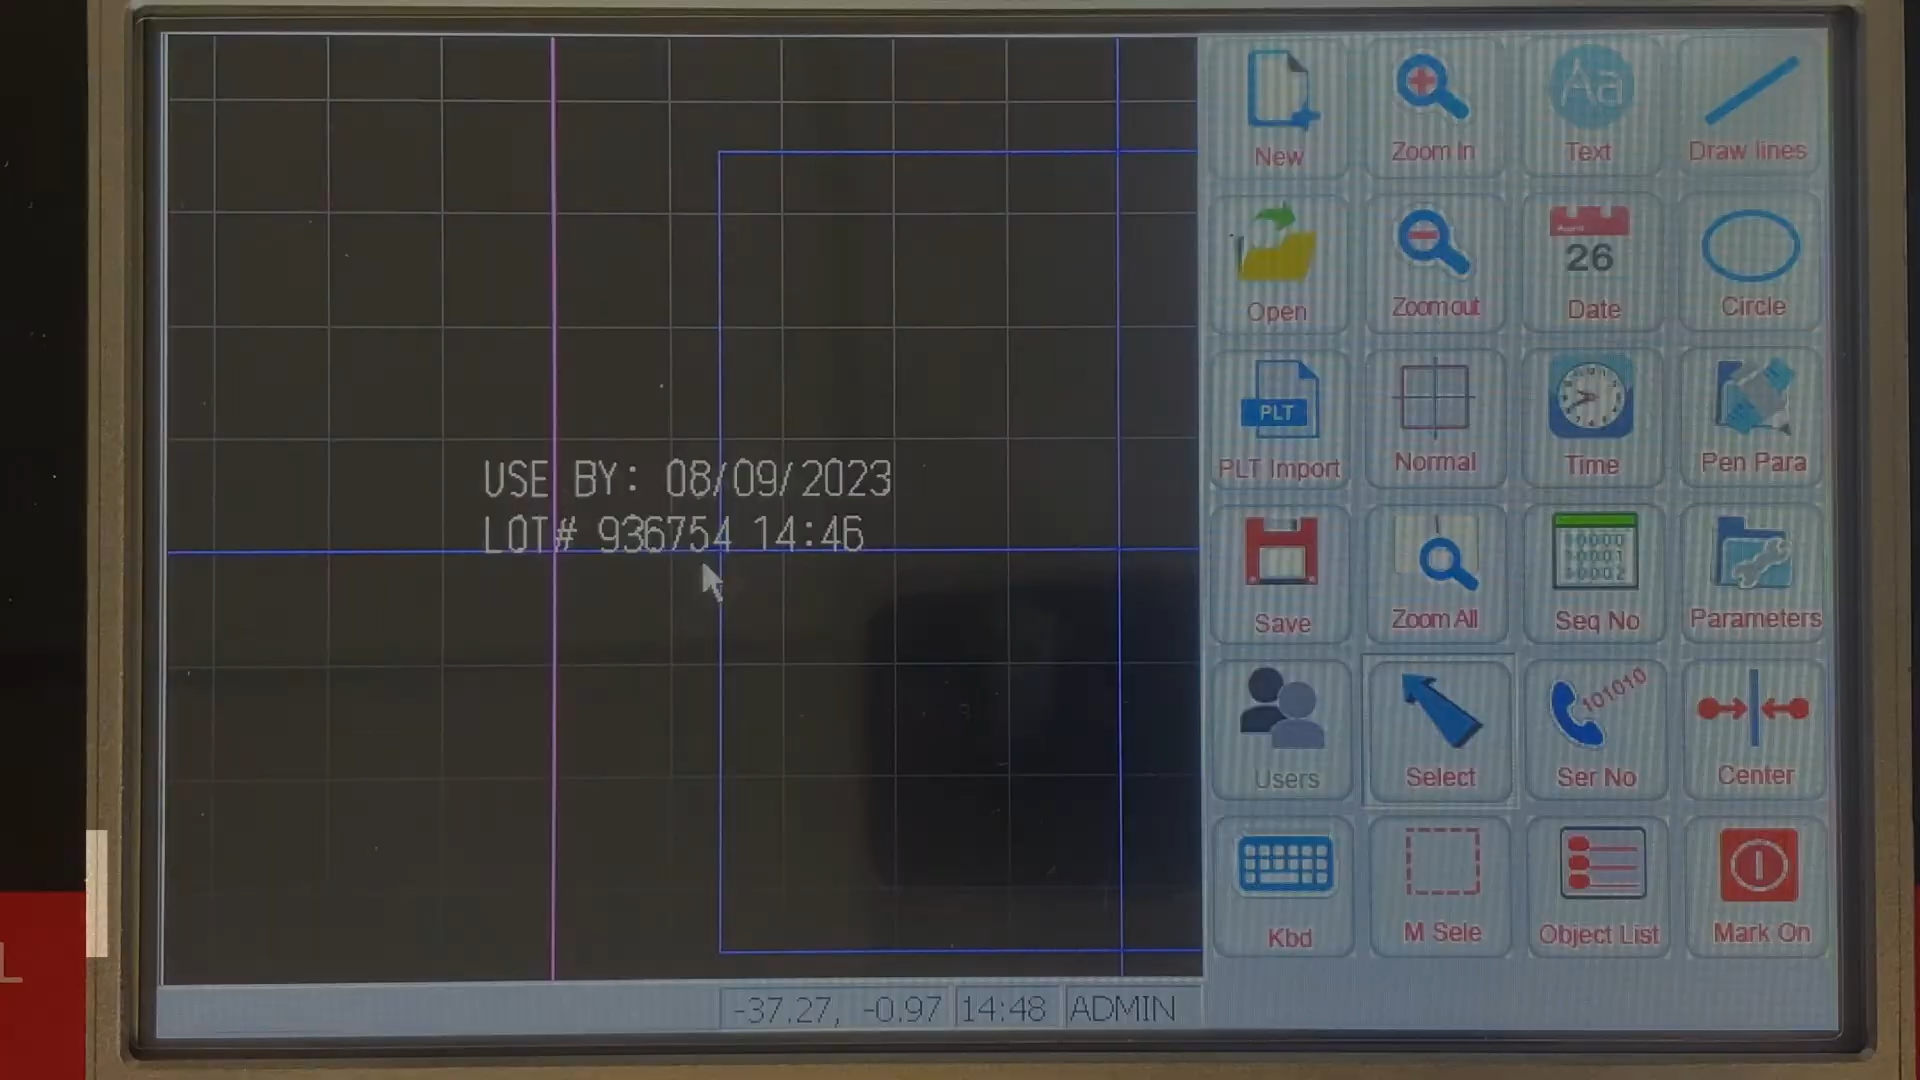 New
Zoom In
Text
Aa
Draw lines
Open
Zoom out
26
Date
Circle
PLT
PLT Import
Normal
Time
Pen Para
USE BY: 08/09/2023
LOT# 936754 14:46
Save
Zoom All
Seq No
Parameters
Users
Select
101010
Ser No
Center
Kbd
M Sele
Object List
Mark On
L
-37.27, -0.97
14:48
ADMIN